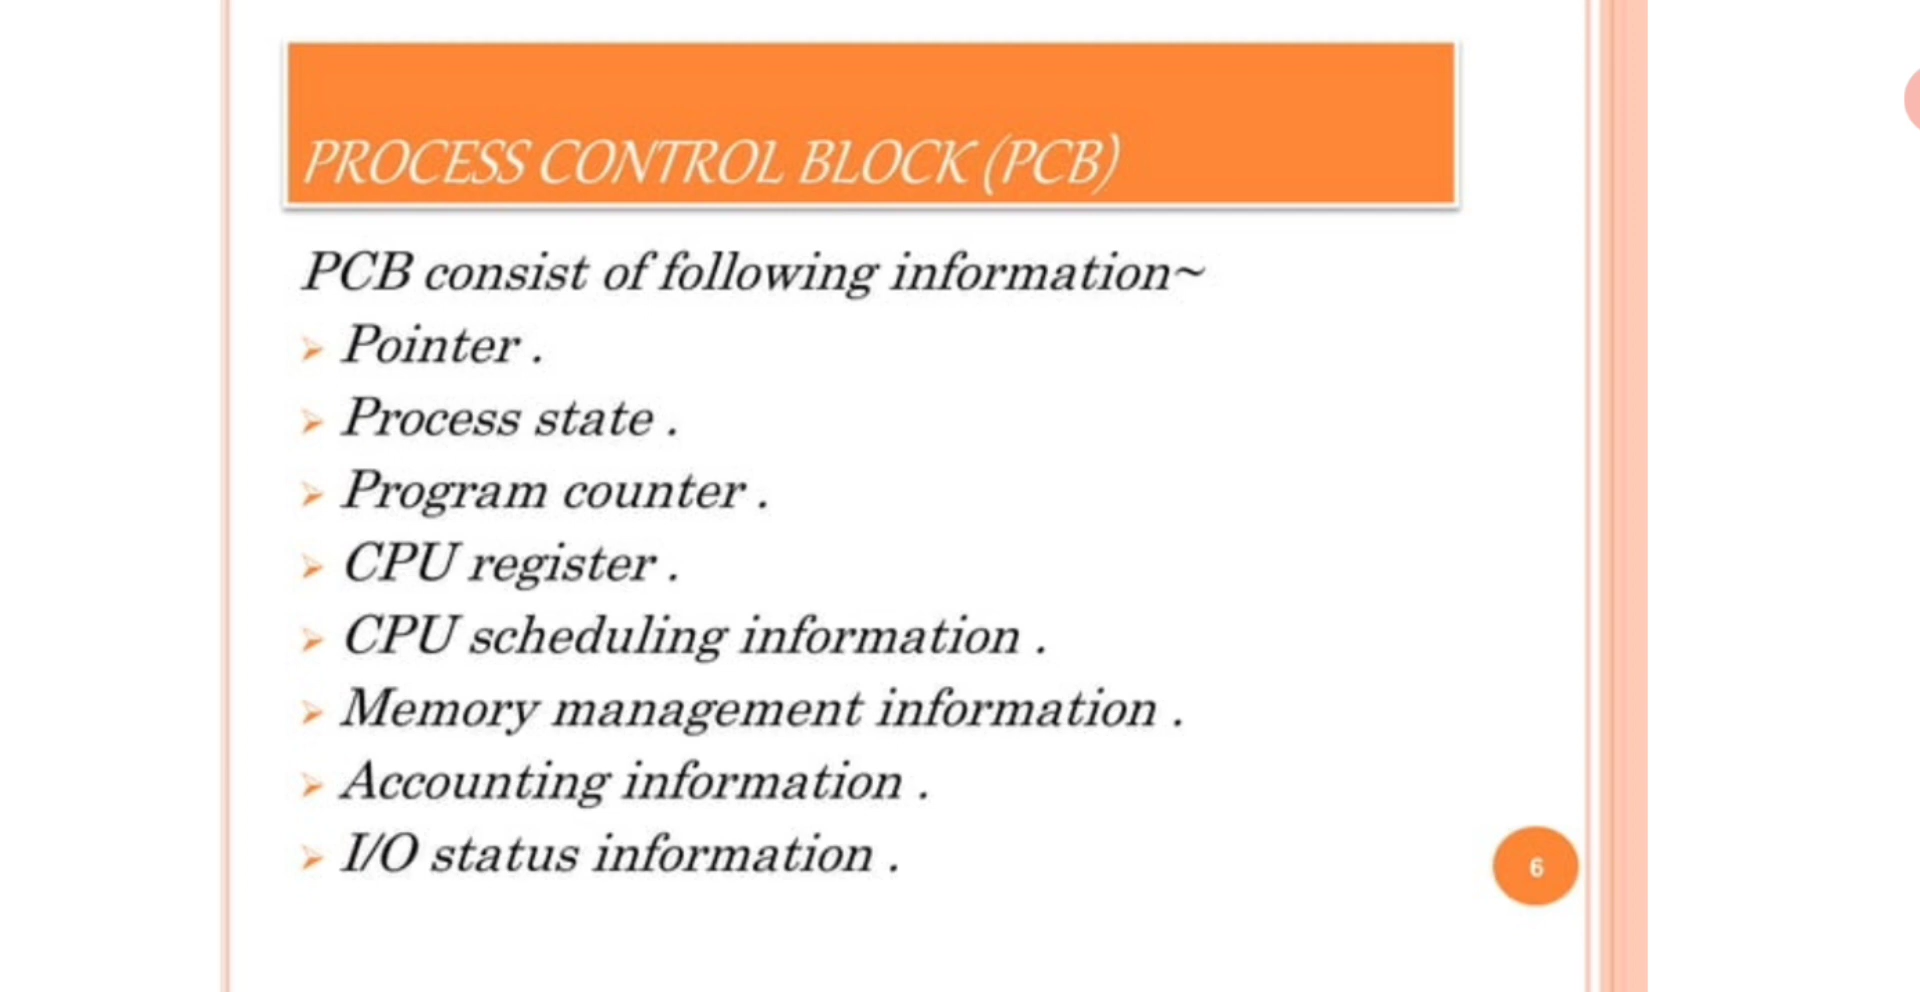 PROCESS CONTROL BLOCK (PCB)
PCB consist of following information~
➢ Pointer .
➢ Process state .
➢ Program counter .
➢ CPU register .
➢ CPU scheduling information .
➢ Memory management information .
➢ Accounting information .
➢ I/O status information .
6